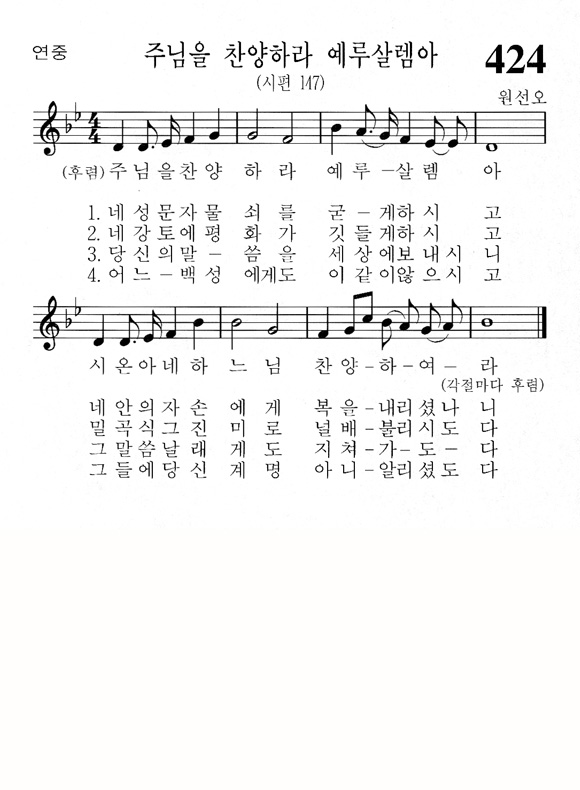 연중
주님을 찬양하라 예루살렘아
424
(시편 147)
원선오
(후렴) 주 님 을 찬 양 하 라 예 루 – 살 렘 아
1. 네 성 문 자 물 쇠 를 굳 – 게 하 시 고
2. 네 강 토 에 평 화 가 깃 들 게 하 시 고
3. 당 신 의 말 – 씀 을 세 상 에 보 내 시 니
4. 어 느 – 백 성 에게도 이 같 이 않 으 시 고
시 온 아 네 하 느 님 찬 양 – 하 – 여 – 라
(각절마다 후렴)
네 안 의 자 손 에 게 복 을 – 내 리 셨 나 니
밀 곡 식 그 진 미 로 널 배 – 불 리 시 도 다
그 말 씀 날 래 게 도 지 쳐 – 가 – 도 – 다
그 들 에 당 신 계 명 아 니 – 알 리 셨 도 다